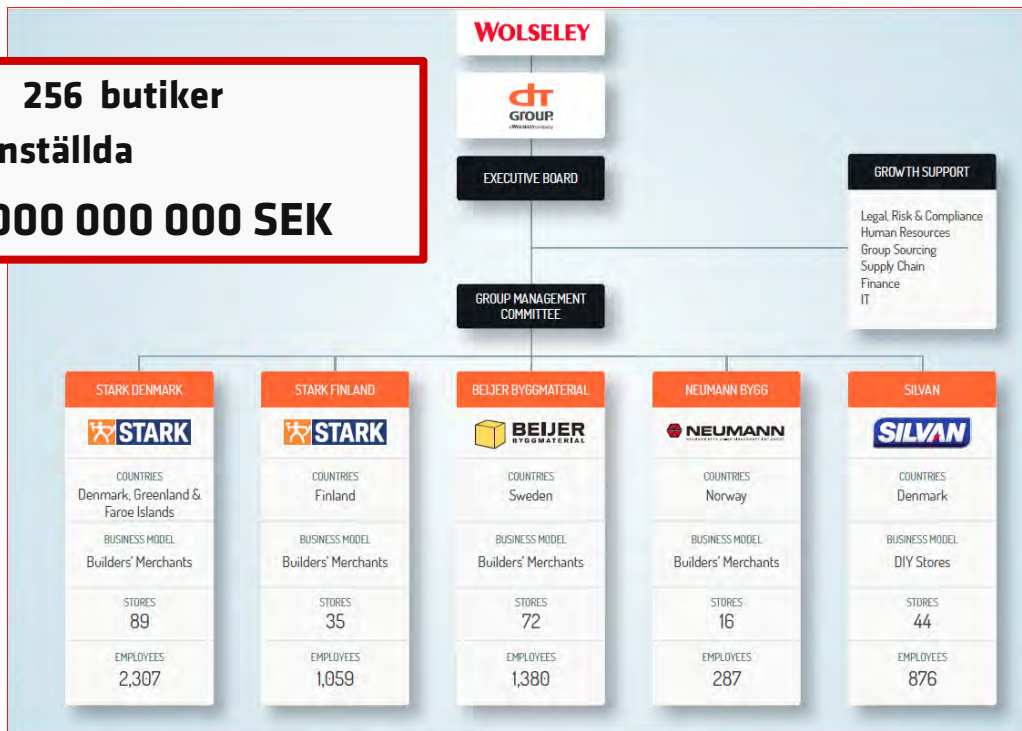 WOLSELEY
dt
GROUP
256 butiker
nställda
000 000 000 SEK
EXECUTIVE BOARD
GROWTH SUPPORT
Legal, Risk & Compliance
Human Resources
Group Sourcing
Supply Chain
Finance
IT
GROUP MANAGEMENT
COMMITTEE
STARK DENMARK
STARK
COUNTRIES
Denmark, Greenland &
Faroe Islands
BUSINESS MODEL
Builders' Merchants
STORES
89
EMPLOYEES
2,307
STARK FINLAND
STARK
COUNTRIES
Finland
BUSINESS MODEL
Builders' Merchants
STORES
35
EMPLOYEES
1,059
BEIJER BYGGMATERIAL
BEIJER
BYGGMATERIAL
COUNTRIES
Sweden
BUSINESS MODEL
Builders' Merchants
STORES
72
EMPLOYEES
1,380
NEUMANN BYGG
NEUMANN
COUNTRIES
Norway
BUSINESS MODEL
Builders' Merchants
STORES
16
EMPLOYEES
287
SILVAN
SILVAN
COUNTRIES
Denmark
BUSINESS MODEL
DIY Stores
STORES
44
EMPLOYEES
876